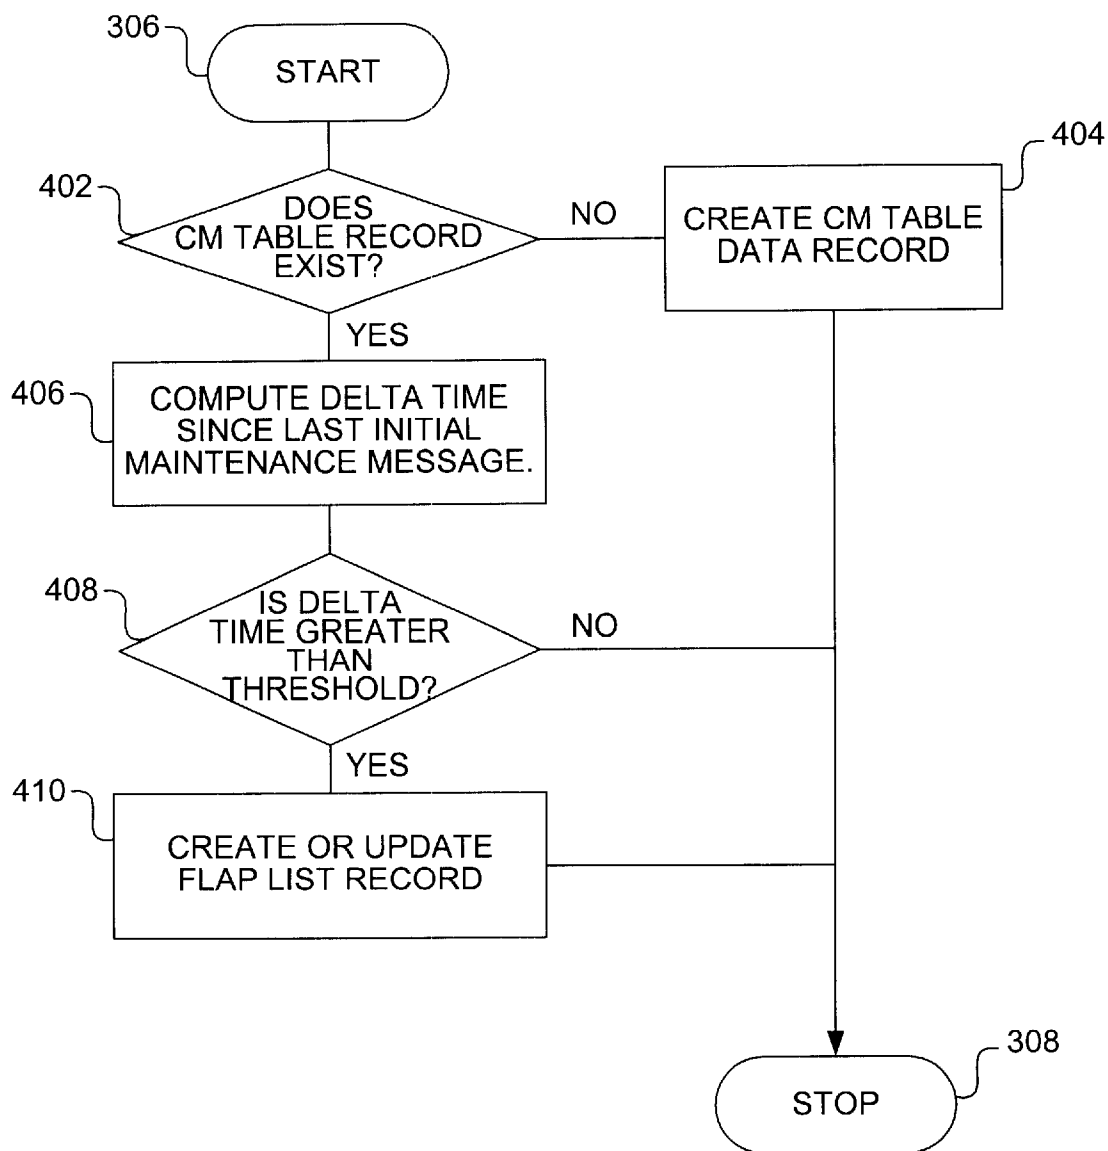 306
START
404
402
DOES
CM TABLE RECORD
EXIST?
NO
CREATE CM TABLE
DATA RECORD
YES
406
COMPUTE DELTA TIME
SINCE LAST INITIAL
MAINTENANCE MESSAGE.
408
IS DELTA
TIME GREATER
THAN
THRESHOLD?
NO
YES
410
CREATE OR UPDATE
FLAP LIST RECORD
308
STOP